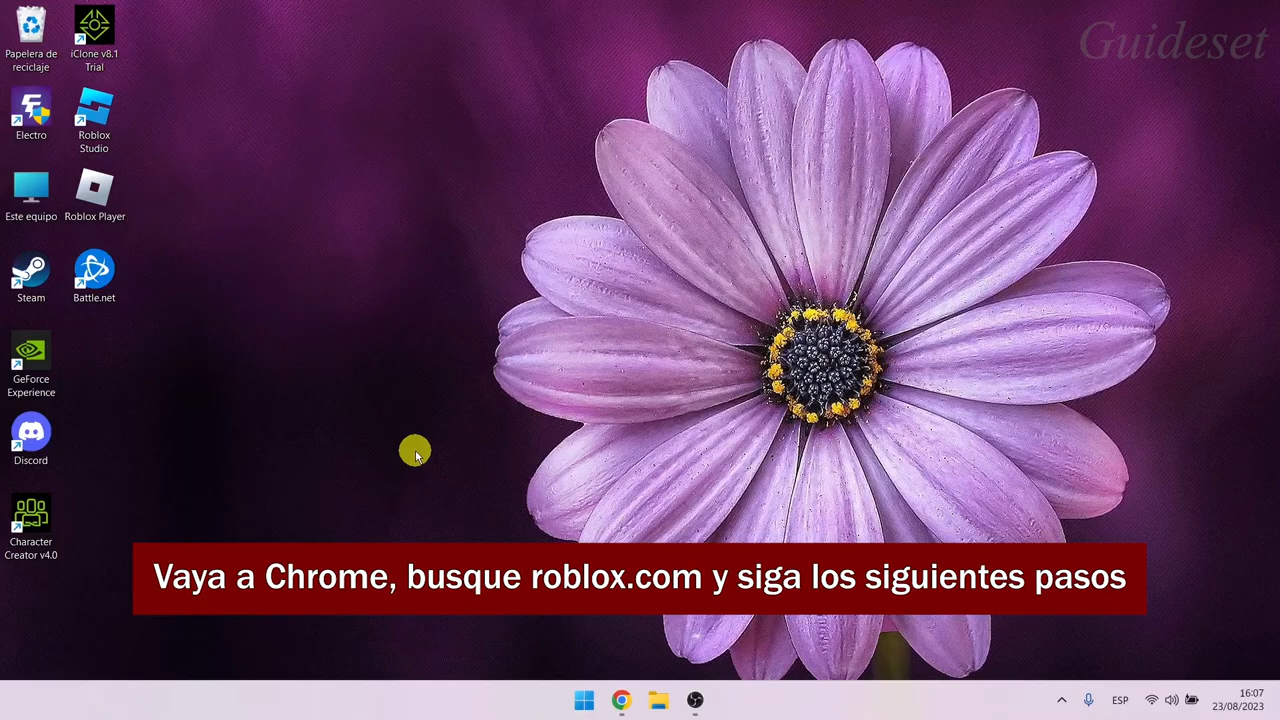 Guideset
Papelera de
reciclaje
iClone v8.1
Trial
Electro
Roblox
Studio
Este equipo
Roblox Player
Steam
Battle.net
GeForce
Experience
Discord
Character
Creator v4.0
Vaya a Chrome, busque roblox.com y siga los siguientes pasos
ESP
16:07
23/08/2023